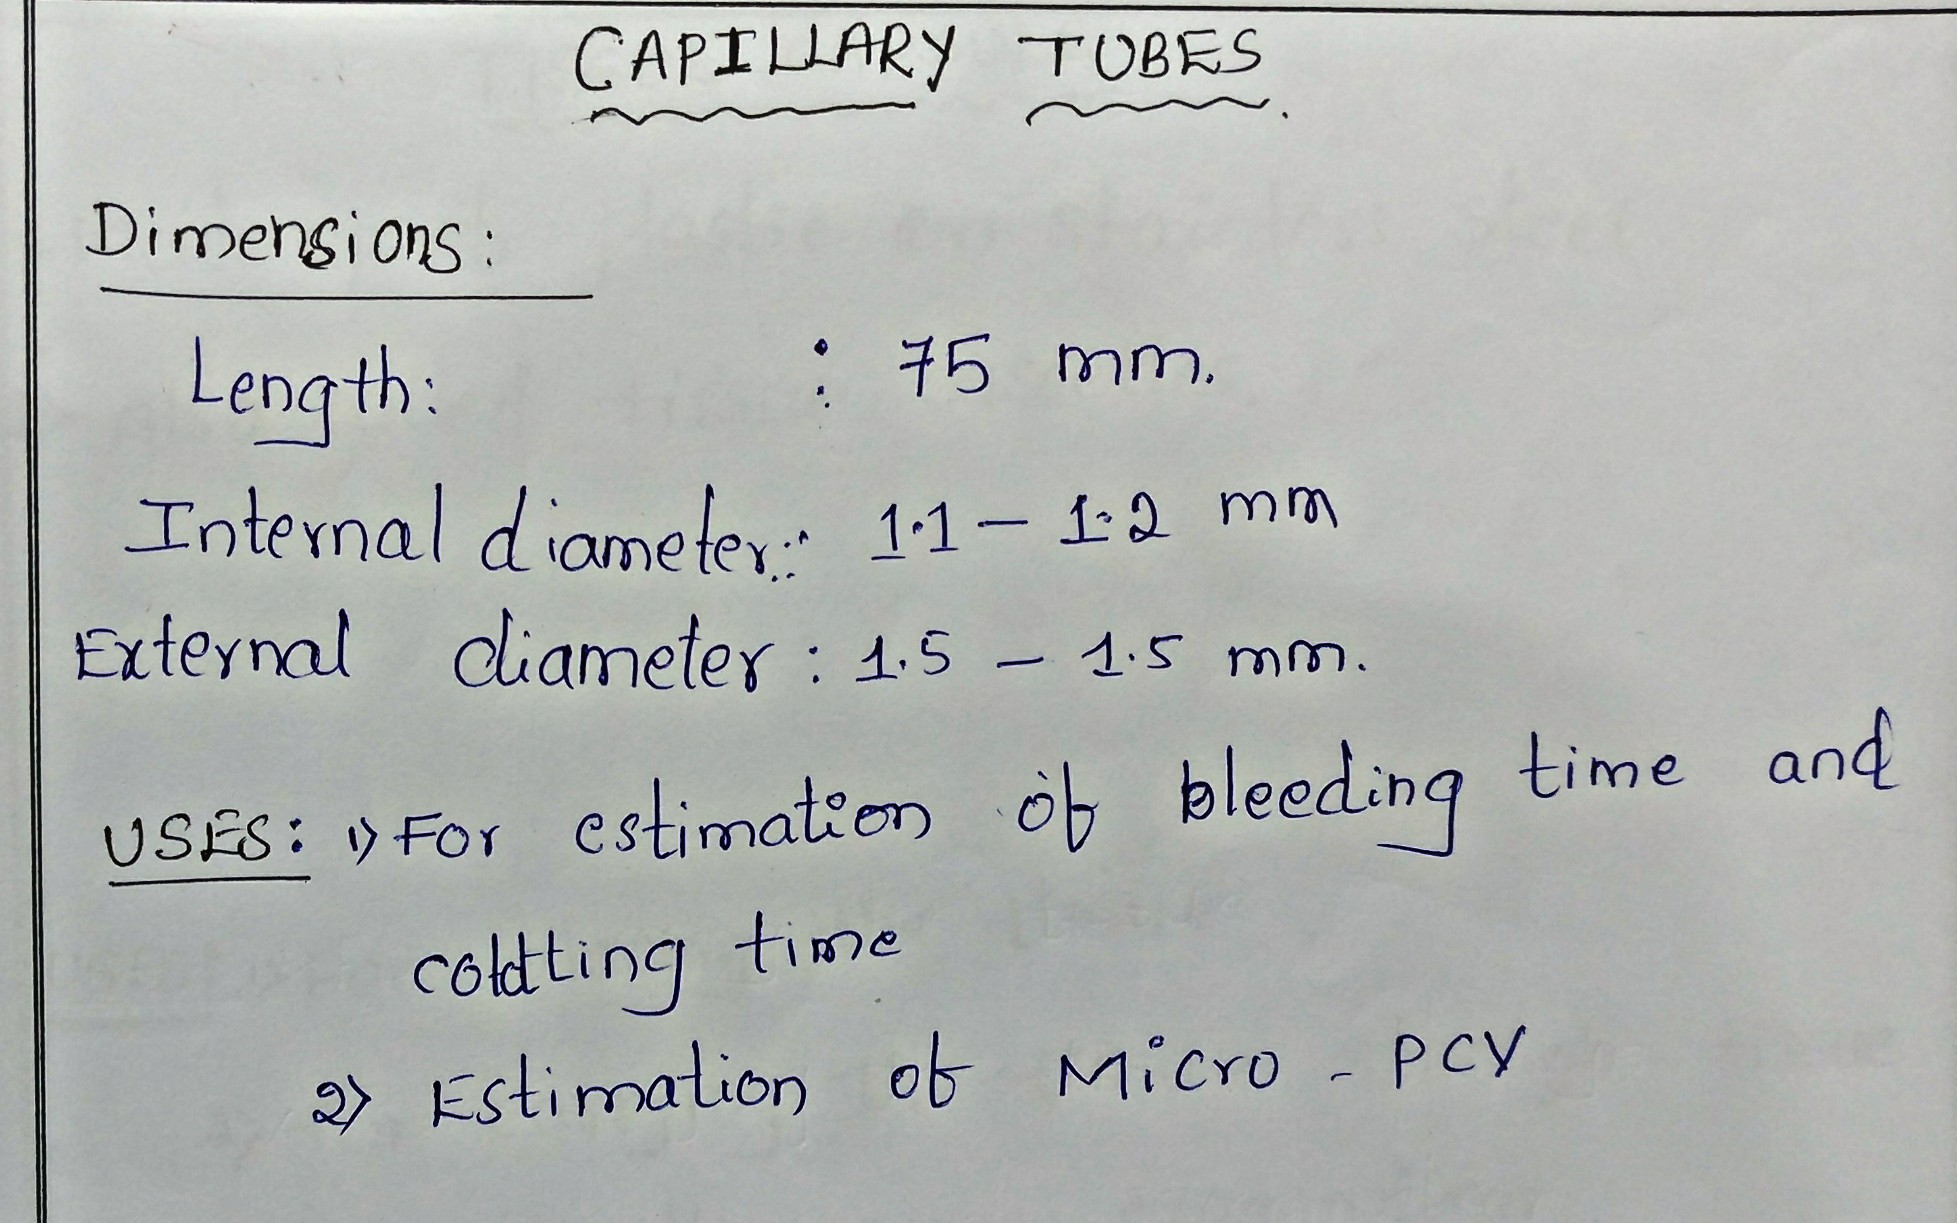 CAPILLARY TUBES.
Dimensions:
Length: : 75 mm.
Internal diameter: 1.1 – 1.2 mm
External diameter : 1.5 – 1.5 mm.
USES: 1) For estimation of bleeding time and
coldtting time
2) Estimation of Micro - PCV